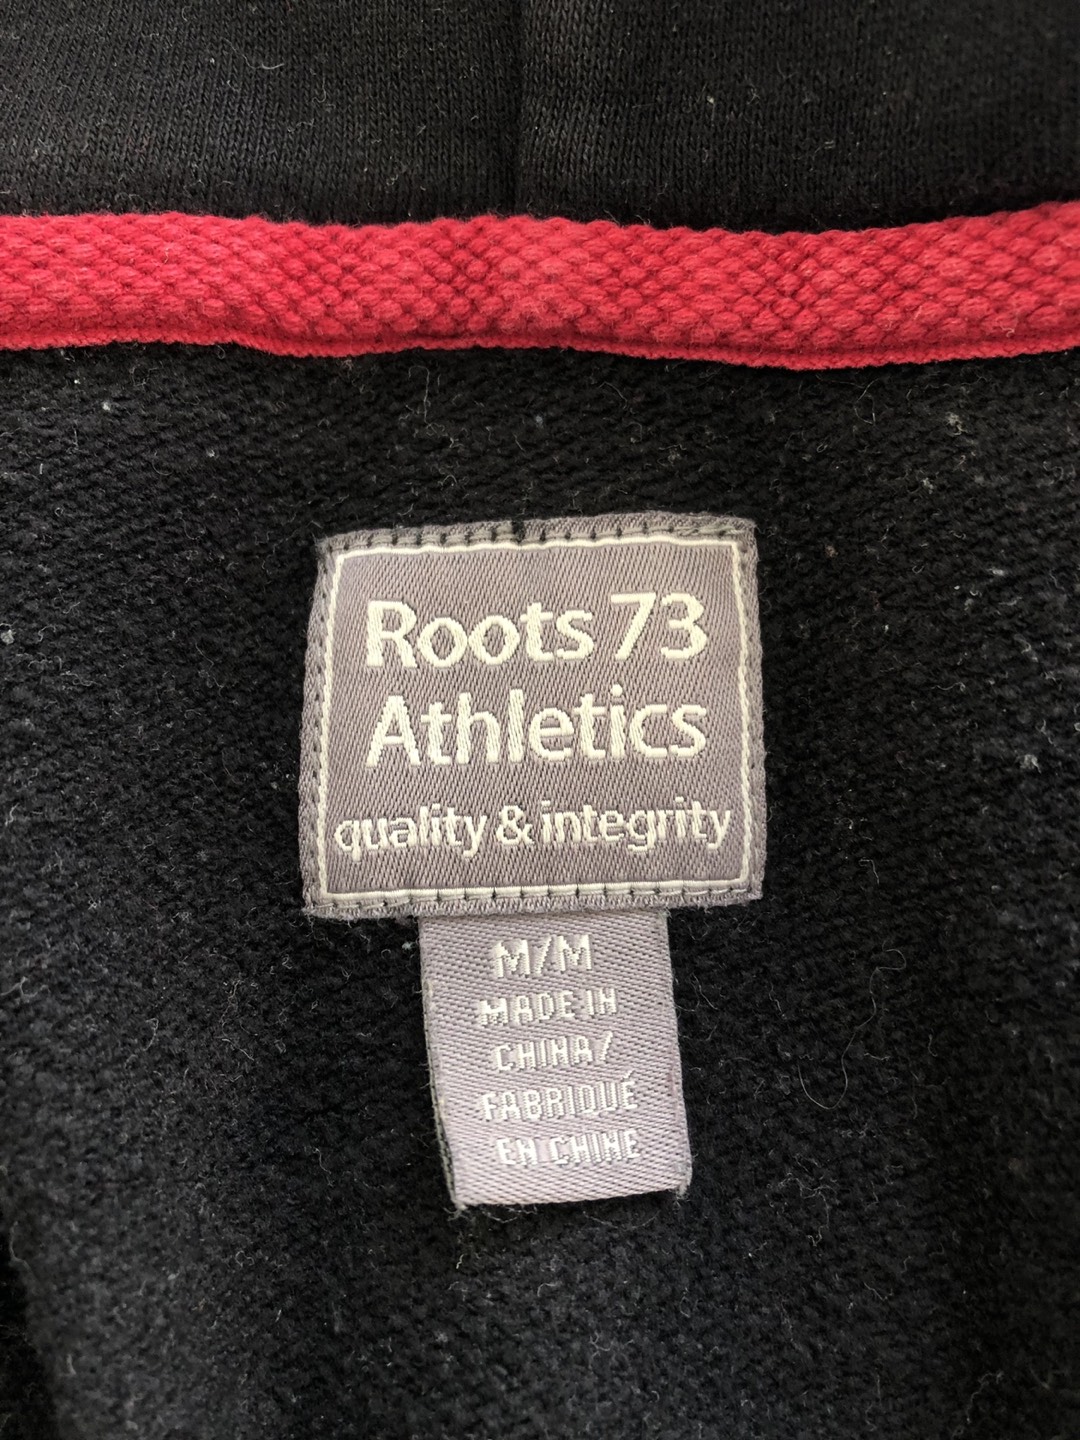 Roots 73
Athletics
quality & integrity
M/M
MADE IN
CHINA/
FABRIQUÉ
EN CHINE